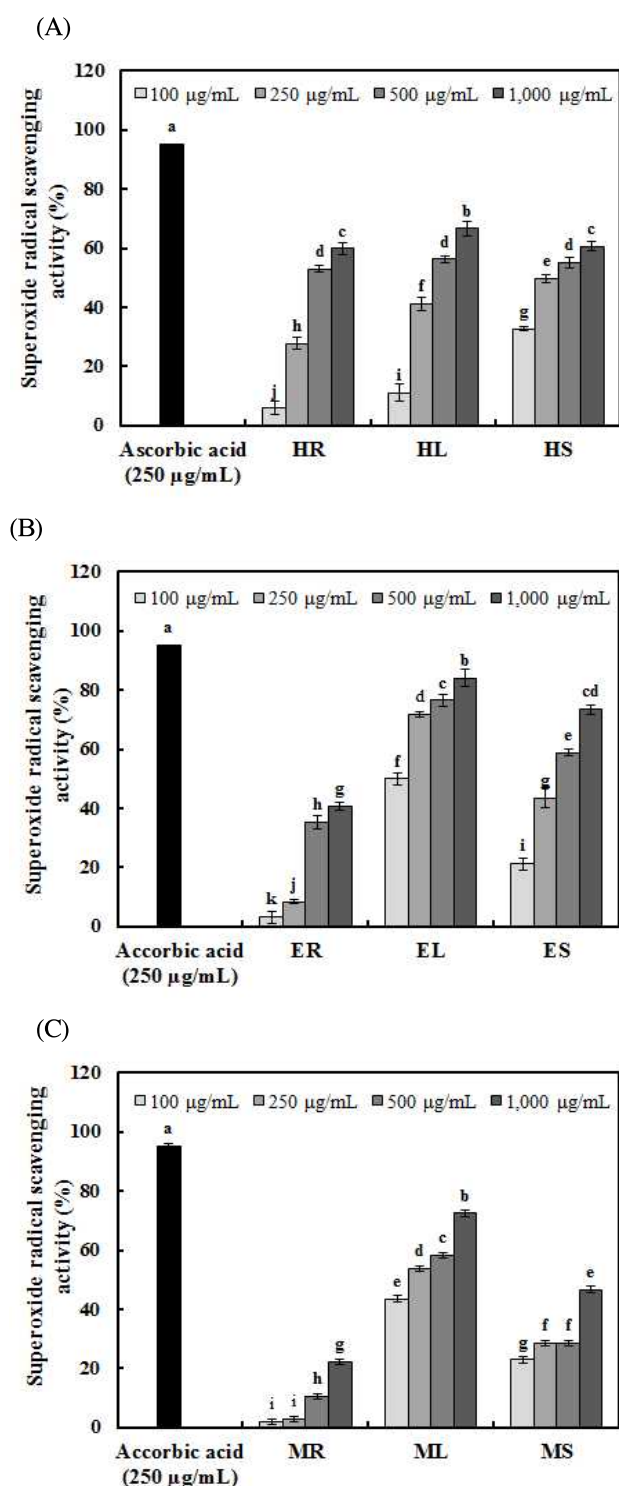 (A)
Superoxide radical scavenging
activity (%)
120
100
80
60
40
20
0
100 µg/mL 250 µg/mL 500 µg/mL 1,000 µg/mL
a
j h d c
i f d b
g e d c
Ascorbic acid
(250 µg/mL)
HR HL HS
(B)
Superoxide radical scavenging
activity (%)
120
100
80
60
40
20
0
100 µg/mL 250 µg/mL 500 µg/mL 1,000 µg/mL
a
k j h g
f d c b
i g e cd
Accorbic acid
(250 µg/mL)
ER EL ES
(C)
Superoxide radical scavenging
activity (%)
120
100
80
60
40
20
0
100 µg/mL 250 µg/mL 500 µg/mL 1,000 µg/mL
a
i i h g
e d c b
g f f e
Ascorbic acid
(250 µg/mL)
MR ML MS